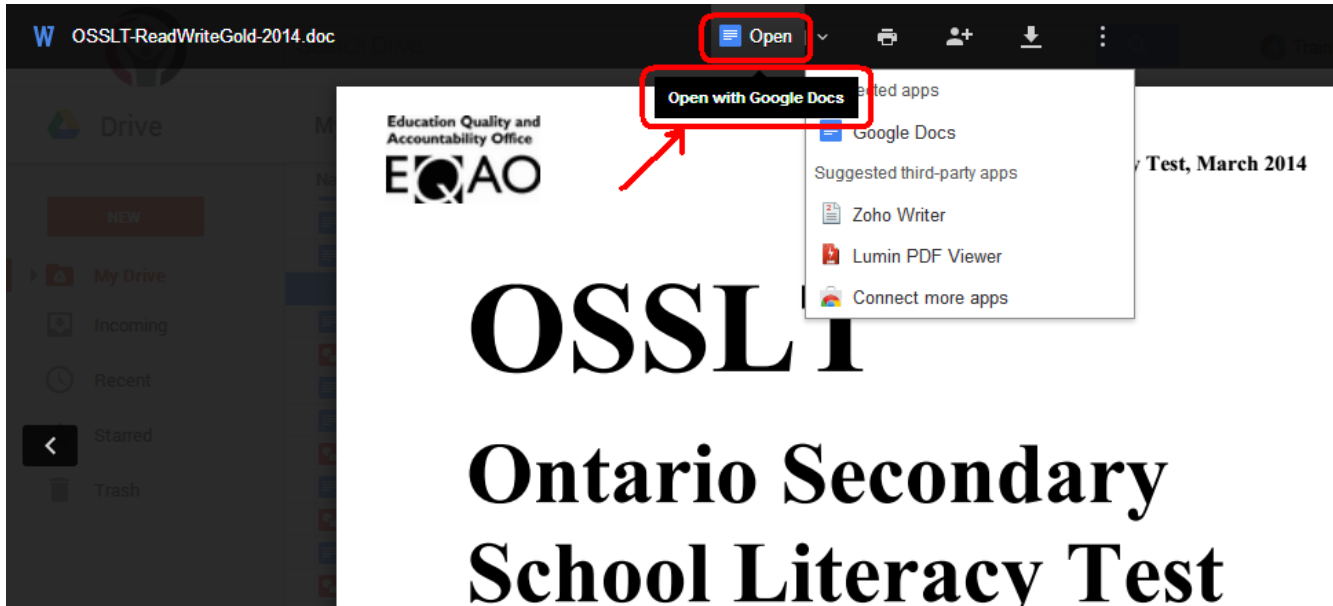 W OSSLT-ReadWriteGold-2014.doc
Open
Open with Google Docs
apps
Google Docs
Suggested third-party apps
Zoho Writer
Lumin PDF Viewer
Connect more apps
Drive
NEW
My Drive
Incoming
Recent
Starred
Trash
Education Quality and
Accountability Office
EQAO
Test, March 2014
OSSLT
Ontario Secondary
School Literacy Test